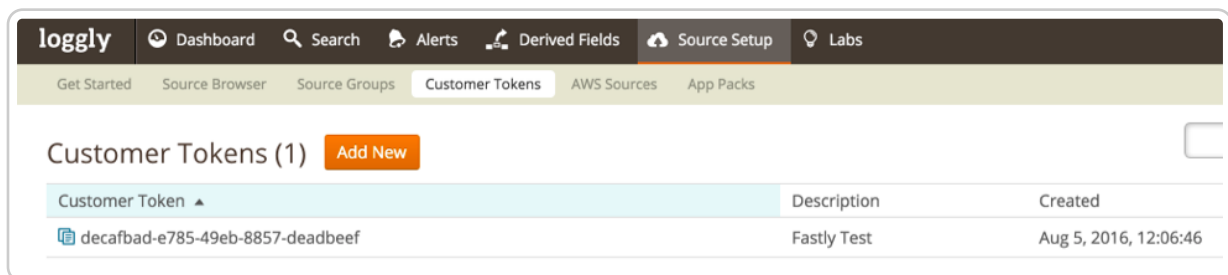 loggly Dashboard Search Alerts Derived Fields Source Setup Labs
Get Started Source Browser Source Groups Customer Tokens AWS Sources App Packs
Customer Tokens (1) Add New
Customer Token Description Created
decafbad-e785-49eb-8857-deadbeef Fastly Test Aug 5, 2016, 12:06:46